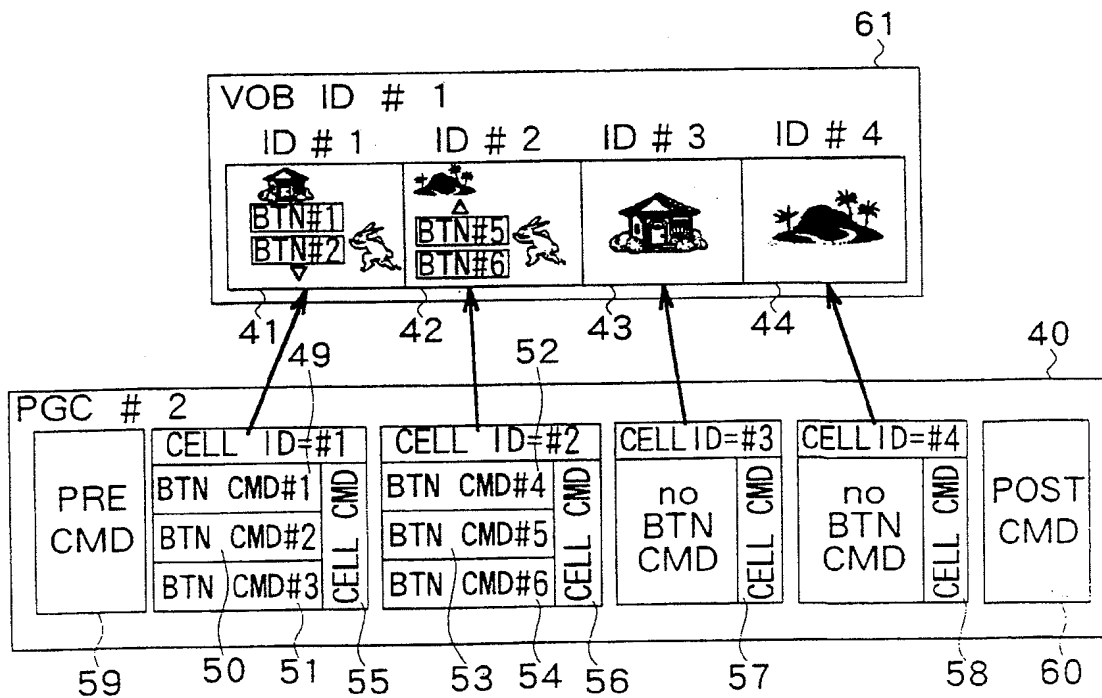 61
VOB ID # 1
ID # 1 ID # 2 ID # 3 ID # 4
BTN#1
BTN#2
BTN#5
BTN#6
41 42 43 44
49 52 40
PGC # 2
PRE CMD
CELL ID=#1
BTN CMD#1
BTN CMD#2
BTN CMD#3
CELL CMD
CELL ID=#2
BTN CMD#4
BTN CMD#5
BTN CMD#6
CELL CMD
CELL ID=#3
no
BTN
CMD
CELL CMD
CELL ID=#4
no
BTN
CMD
CELL CMD
POST
CMD
59 50 51 55 53 54 56 57 58 60